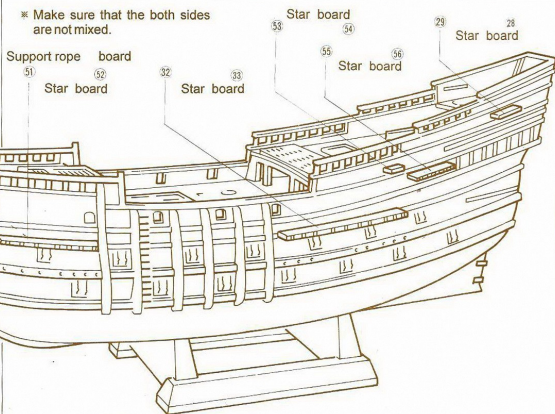 ※ Make sure that the both sides
are not mixed.
Support rope board
51 52
Star board
32 33
Star board
Star board
53 54
55 56
Star board
29 28
Star board